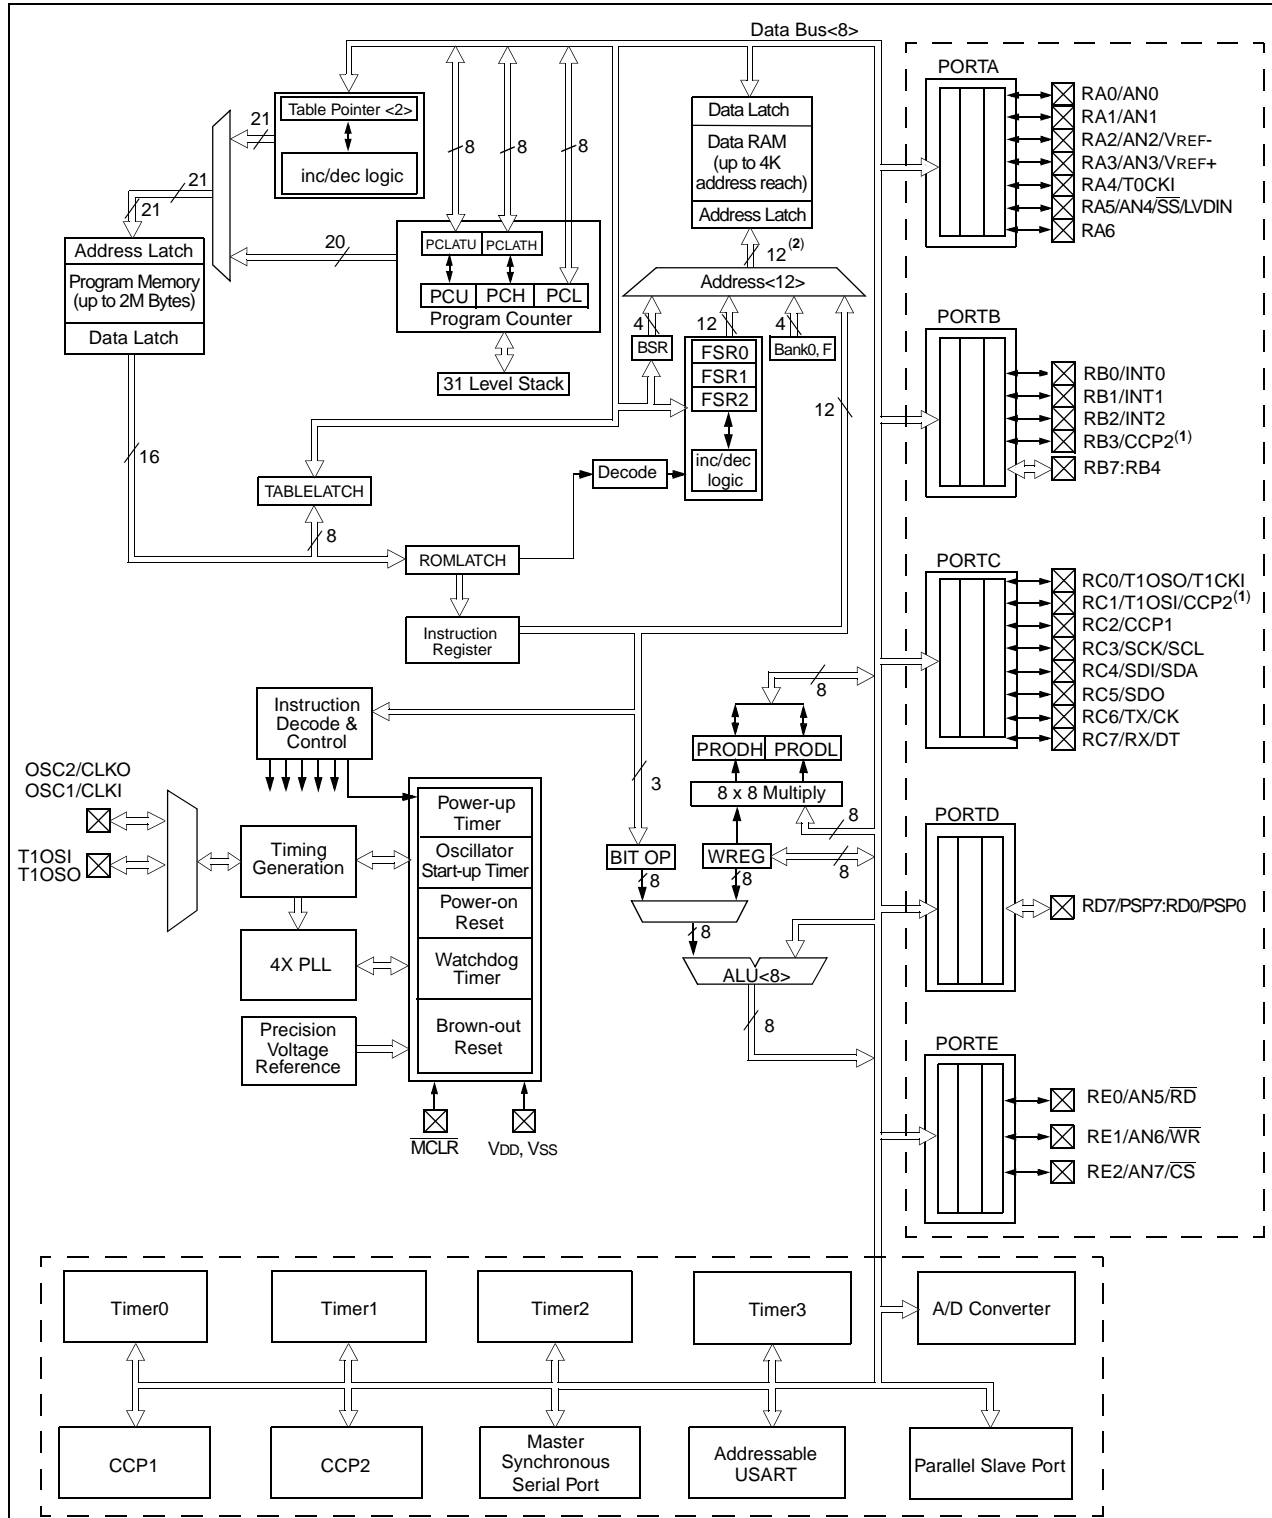 Data Bus<8>
PORTA
Table Pointer <2>
21
inc/dec logic
8
8
8
Data Latch
Data RAM
(up to 4K
address reach)
Address Latch
RA0/AN0
RA1/AN1
RA2/AN2/VREF-
RA3/AN3/VREF+
RA4/T0CKI
RA5/AN4/SS/LVDIN
RA6
21
21
20
PCLATU
PCLATH
PCU
PCH
PCL
Program Counter
12(2)
Address<12>
Address Latch
Program Memory
(up to 2M Bytes)
Data Latch
4
12
4
BSR
FSR0
FSR1
FSR2
Bank0, F
31 Level Stack
12
inc/dec
logic
Decode
PORTB
RB0/INT0
RB1/INT1
RB2/INT2
RB3/CCP2(1)
RB7:RB4
16
TABLELATCH
8
ROMLATCH
Instruction
Register
PORTC
RC0/T1OSO/T1CKI
RC1/T1OSI/CCP2(1)
RC2/CCP1
RC3/SCK/SCL
RC4/SDI/SDA
RC5/SDO
RC6/TX/CK
RC7/RX/DT
8
Instruction
Decode &
Control
PRODH
PRODL
8 x 8 Multiply
3
8
OSC2/CLKO
OSC1/CLKI
T1OSI
T1OSO
Timing
Generation
4X PLL
Precision
Voltage
Reference
Power-up
Timer
Oscillator
Start-up Timer
Power-on
Reset
Watchdog
Timer
Brown-out
Reset
BIT OP
WREG
8
8
8
8
ALU<8>
8
PORTD
RD7/PSP7:RD0/PSP0
MCLR
VDD, VSS
PORTE
RE0/AN5/RD
RE1/AN6/WR
RE2/AN7/CS
Timer0
Timer1
Timer2
Timer3
A/D Converter
CCP1
CCP2
Master
Synchronous
Serial Port
Addressable
USART
Parallel Slave Port